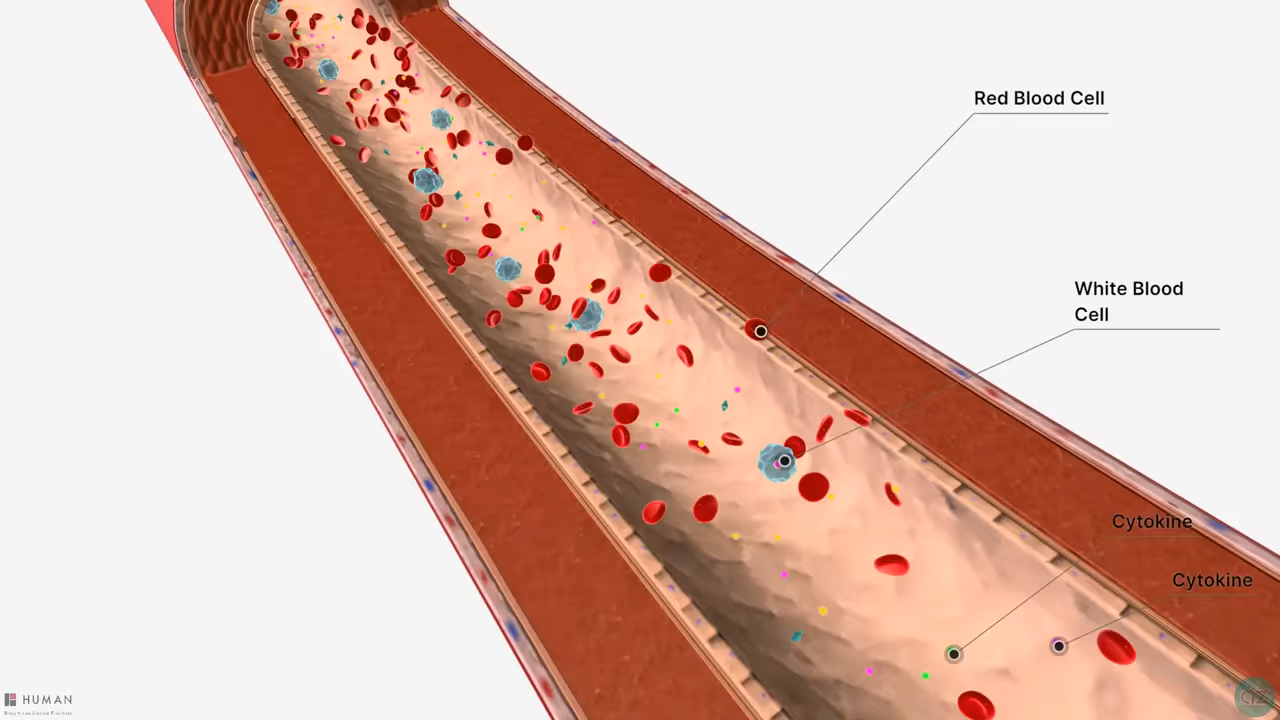 Red Blood Cell
White Blood
Cell
Cytokine
Cytokine
HUMAN